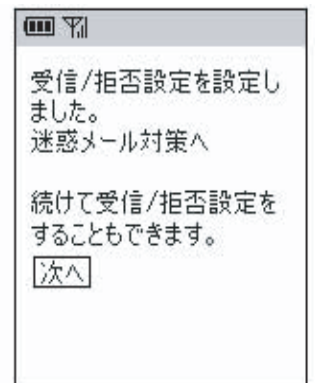 受信/拒否設定を設定し
ました。
迷惑メール対策へ
続けて受信/拒否設定を
することもできます。
次へ